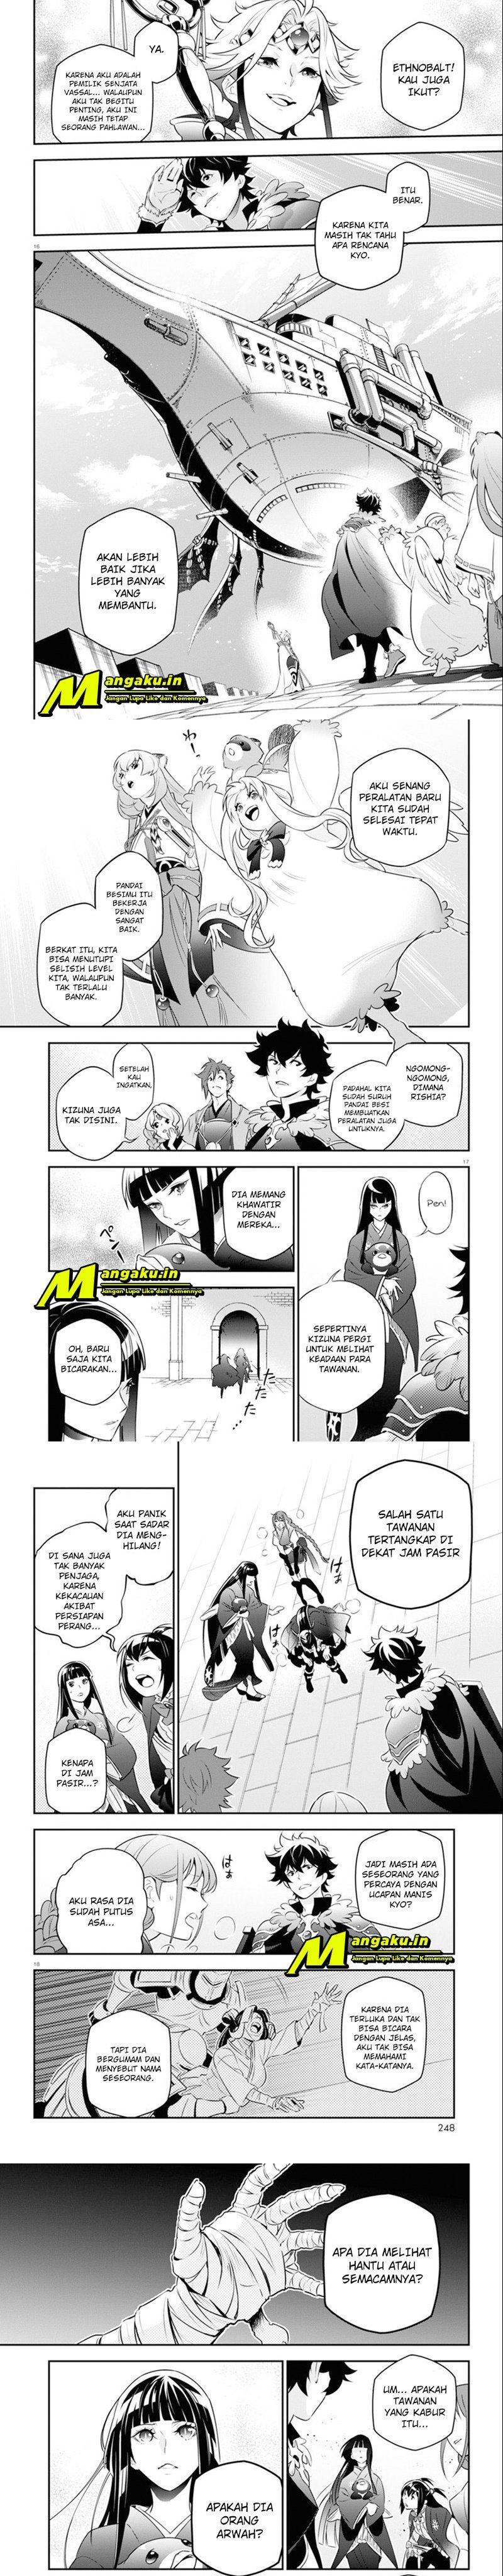 ETHNOBALT!
KAU JUGA
IKUT?
YA.
KARENA AKU ADALAH
PEMILIK SENJATA
VASSAL... WALAUPUN
AKU TAK BEGITU
PENTING, AKU INI
MASIH TETAP
SEORANG PAHLAWAN...
ITU
BENAR.
KARENA KITA
MASIH TAK TAHU
APA RENCANA
KYO.
16
AKAN LEBIH
BAIK JIKA
LEBIH BANYAK
YANG
MEMBANTU.
Mangaku.in
Jangan Lupa Like dan Komennya.
わ!
AKU SENANG
PERALATAN BARU
KITA SUDAH
SELESAI TEPAT
WAKTU.
PANDAI
BESIMU ITU
BEKERJA
DENGAN
SANGAT
BAIK.
BERKAT ITU, KITA
BISA MENUTUPI
SELISIH LEVEL
KITA, WALAUPUN
TAK TERLALU
BANYAK.
NGOMONG-
NGOMONG,
DIMANA
RISHIA?
PADAHAL KITA
SUDAH SURUH
PANDAI BESI
MEMBUATKAN
PERALATAN JUGA
UNTUKNYA.
SETELAH
KAU
INGATKAN,
KIZUNA JUGA
TAK DISINI.
17
Pen!
SEPERTINYA
KIZUNA PERGI
UNTUK MELIHAT
KEADAAN PARA
TAWANAN.
DIA MEMANG
KHAWATIR
DENGAN
MEREKA...
Mangaku.in
Jangan Lupa Like dan Komennya.
OH, BARU
SAJA KITA
BICARAKAN...
たたた
SALAH SATU
TAWANAN
TERTANGKAP DI
DEKAT JAM PASIR
はぁ
はぁ
AKU PANIK
SAAT SADAR
DIA MENG-
HILANG!
DI SANA JUGA
TAK BANYAK
PENJAGA,
KARENA
KEKACAUAN
AKIBAT
PERSIAPAN
PERANG...
KENAPA
DI JAM
PASIR...?
JADI MASIH ADA
SESEORANG YANG
PERCAYA DENGAN
UCAPAN MANIS
KYO?
はぁ
AKU RASA DIA
SUDAH PUTUS
ASA...
Mangaku.in
Jangan Lupa Like dan Komennya.
18
KARENA DIA
TERLUKA DAN TAK
BISA BICARA
DENGAN JELAS,
AKU TAK BISA
MEMAHAMI
KATA-KATANYA.
TAPI DIA
BERGUMAM DAN
MENYEBUT NAMA
SESEORANG.
248
APA DIA MELIHAT
HANTU ATAU
SEMACAMNYA?
UM... APAKAH
TAWANAN
YANG KABUR
ITU...
APAKAH DIA
ORANG
ARWAH?